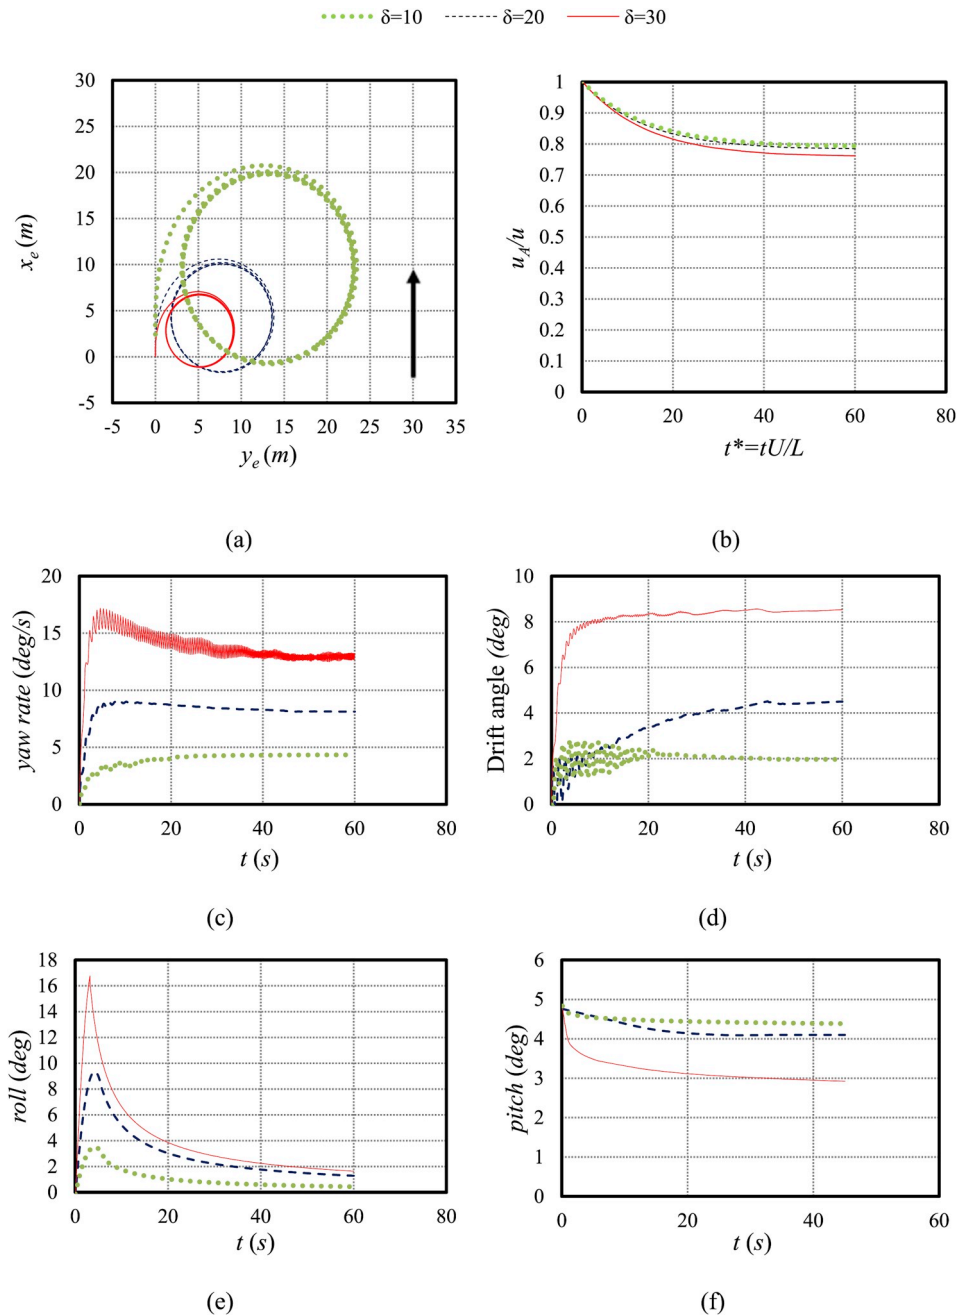 δ=10 δ=20 δ=30
30
25
20
15
10
5
0
-5
-5 0 5 10 15 20 25 30 35
x_e (m)
y_e (m)
(a)
1
0.9
0.8
0.7
0.6
0.5
0.4
0.3
0.2
0.1
0
0 20 40 60 80
u_A/u
t*=tU/L
(b)
20
15
10
5
0
0 20 40 60 80
yaw rate (deg/s)
t (s)
(c)
10
8
6
4
2
0
0 20 40 60 80
Drift angle (deg)
t (s)
(d)
18
16
14
12
10
8
6
4
2
0
0 20 40 60 80
roll (deg)
t (s)
(e)
6
5
4
3
2
1
0
0 20 40 60
pitch (deg)
t (s)
(f)